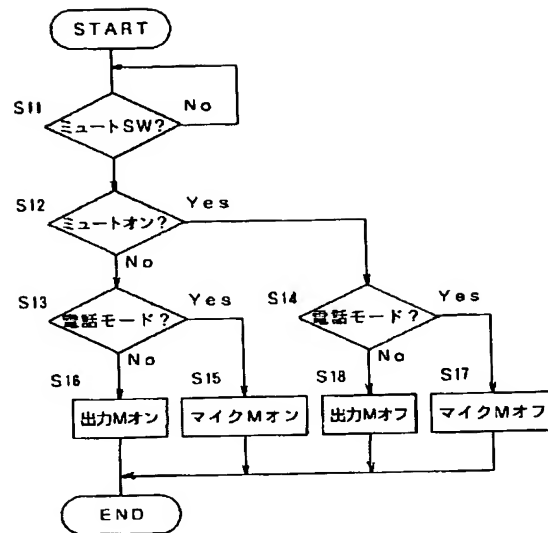 START
S11
No
ミュートSW?
S12
Yes
ミュートオン?
No
S13
Yes
電話モード?
No
S14
Yes
電話モード?
No
S16
出力Mオン
S15
マイクMオン
S18
出力Mオフ
S17
マイクMオフ
END